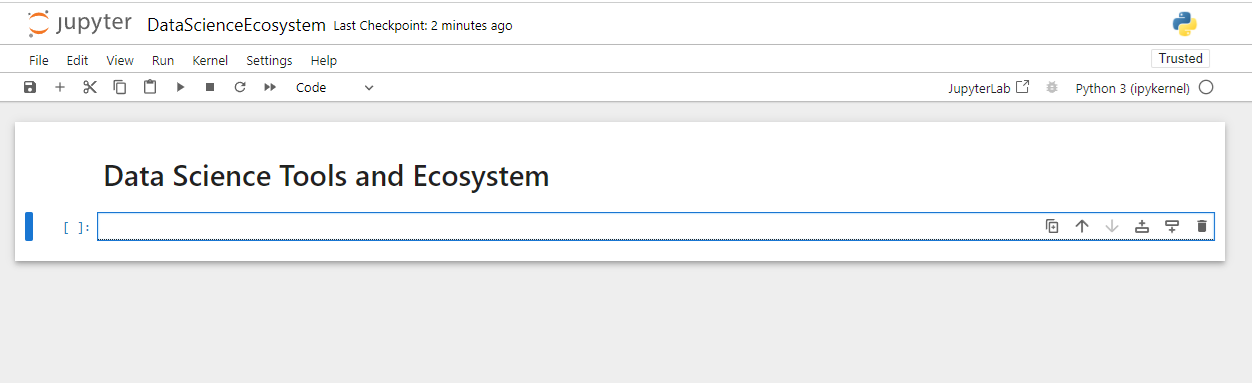 jupyter DataScienceEcosystem Last Checkpoint: 2 minutes ago
File Edit View Run Kernel Settings Help
Trusted
Code JupyterLab Python 3 (ipykernel)
Data Science Tools and Ecosystem
[ ]: